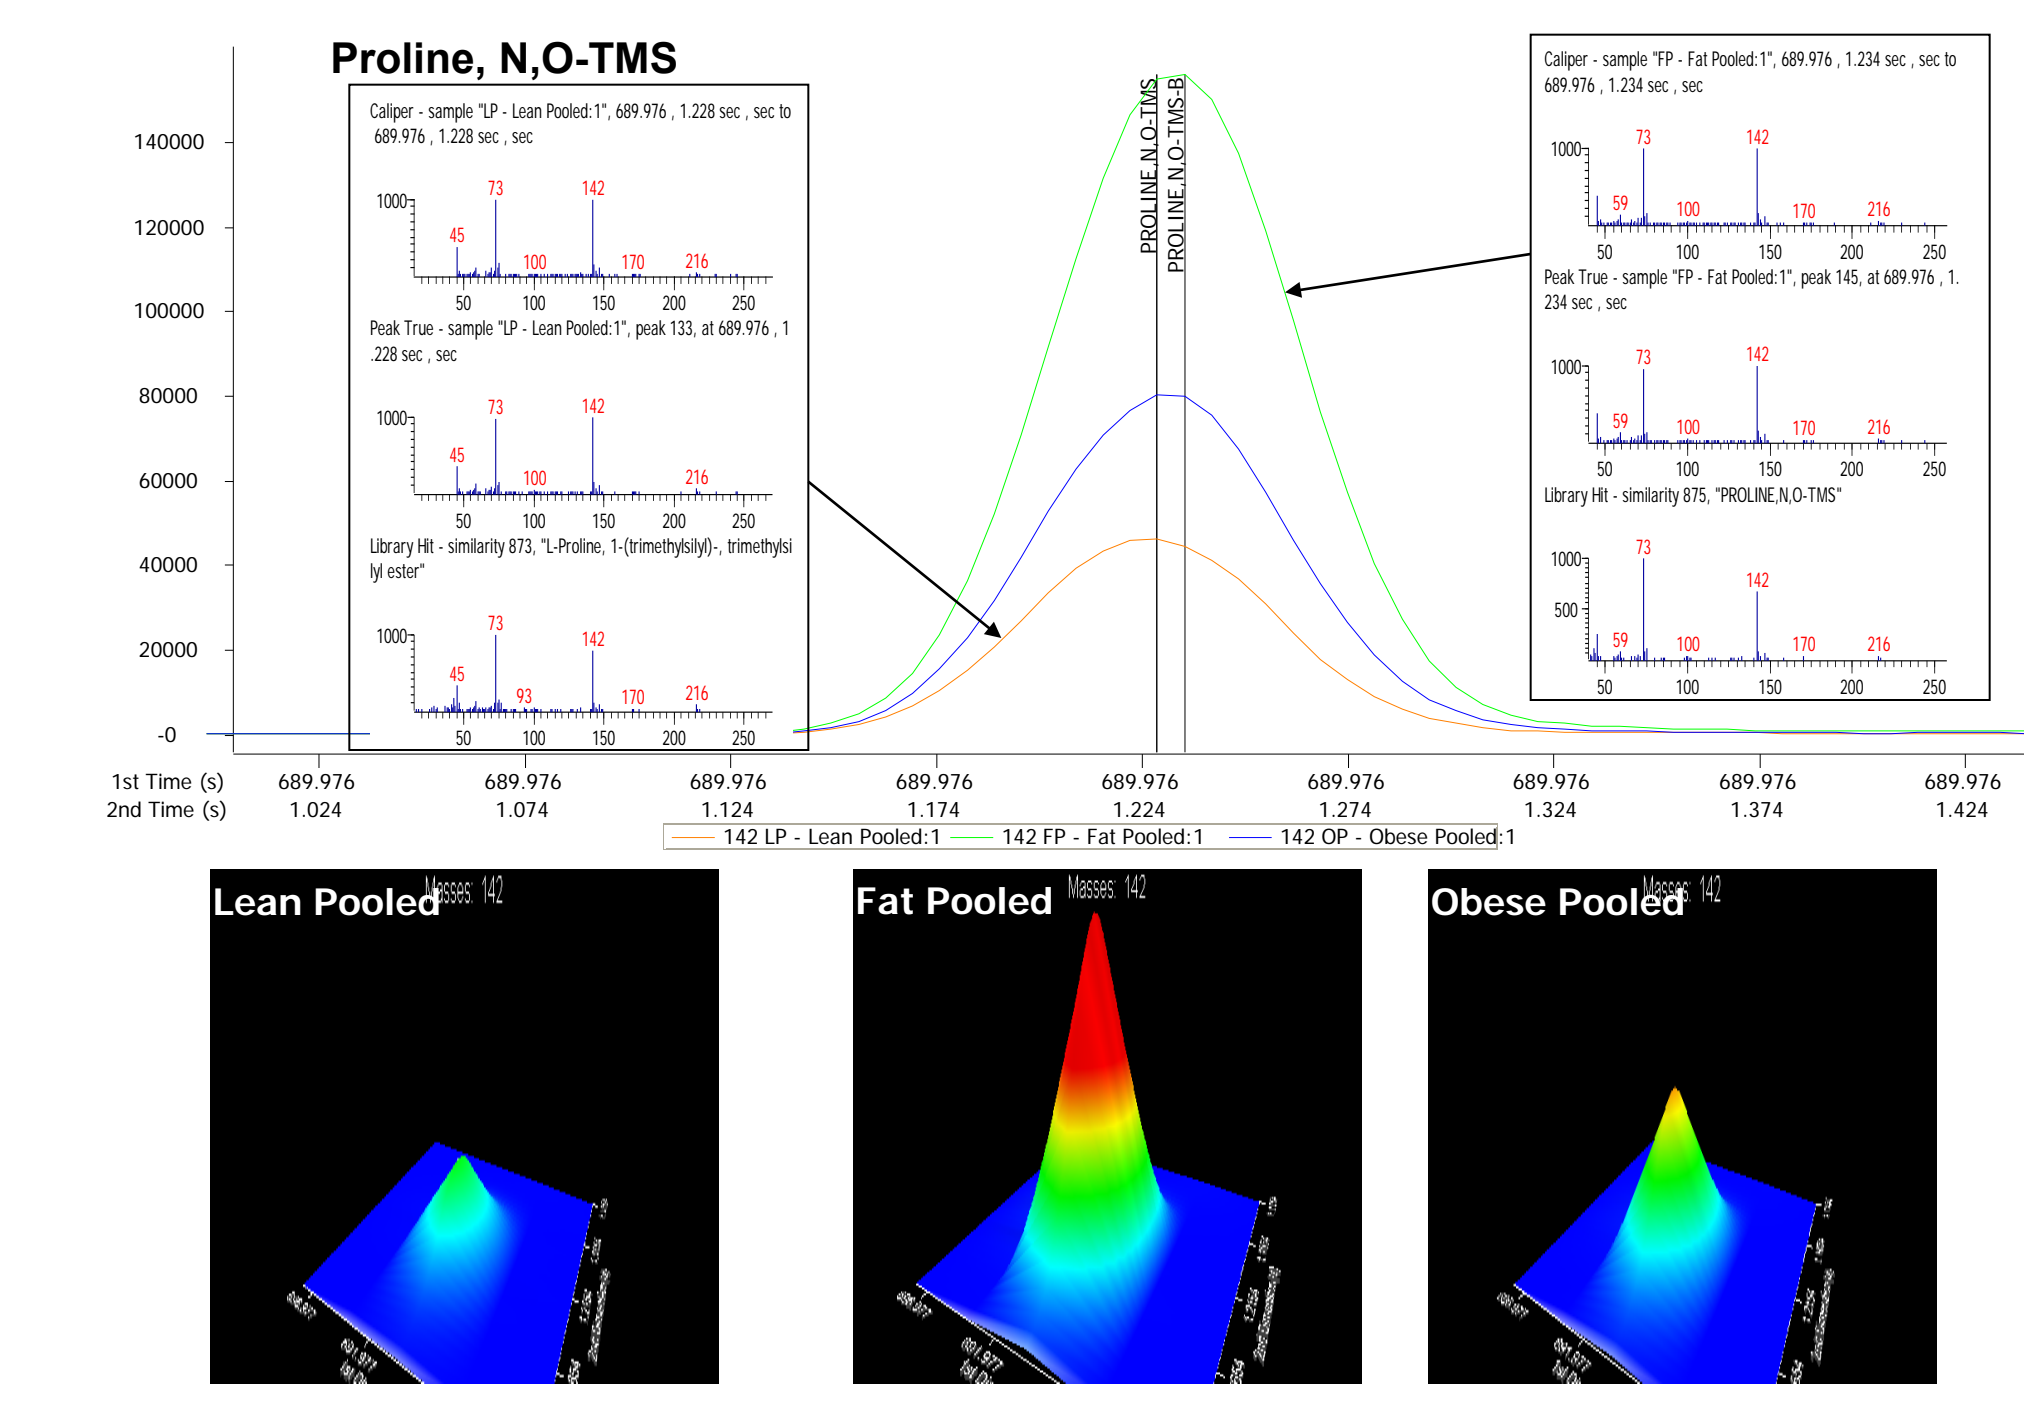 Proline, N,O-TMS
Caliper - sample "LP - Lean Pooled:1", 689.976 , 1.228 sec , sec to
689.976 , 1.228 sec , sec
73
142
1000
45
100
170
216
50 100 150 200 250
Peak True - sample "LP - Lean Pooled:1", peak 133, at 689.976 , 1
.228 sec , sec
73
142
1000
45
100
216
50 100 150 200 250
Library Hit - similarity 873, "L-Proline, 1-(trimethylsilyl)-, trimethylsi
lyl ester"
73
142
1000
45
93
170
216
50 100 150 200 250
PROLINE,N,O-TMS
PROLINE,N,O-TMS-B
Caliper - sample "FP - Fat Pooled:1", 689.976 , 1.234 sec , sec to
689.976 , 1.234 sec , sec
73
142
1000
59
100
170
216
50 100 150 200 250
Peak True - sample "FP - Fat Pooled:1", peak 145, at 689.976 , 1.
234 sec , sec
73
142
1000
59
100
170
216
50 100 150 200 250
Library Hit - similarity 875, "PROLINE,N,O-TMS"
73
1000
142
500
59
100
170
216
50 100 150 200 250
140000
120000
100000
80000
60000
40000
20000
-0
1st Time (s) 689.976 689.976 689.976 689.976 689.976 689.976 689.976 689.976 689.976
2nd Time (s) 1.024 1.074 1.124 1.174 1.224 1.274 1.324 1.374 1.424
142 LP - Lean Pooled:1 142 FP - Fat Pooled:1 142 OP - Obese Pooled:1
Lean Pooled
Masses: 142
Fat Pooled
Masses: 142
Obese Pooled
Masses: 142